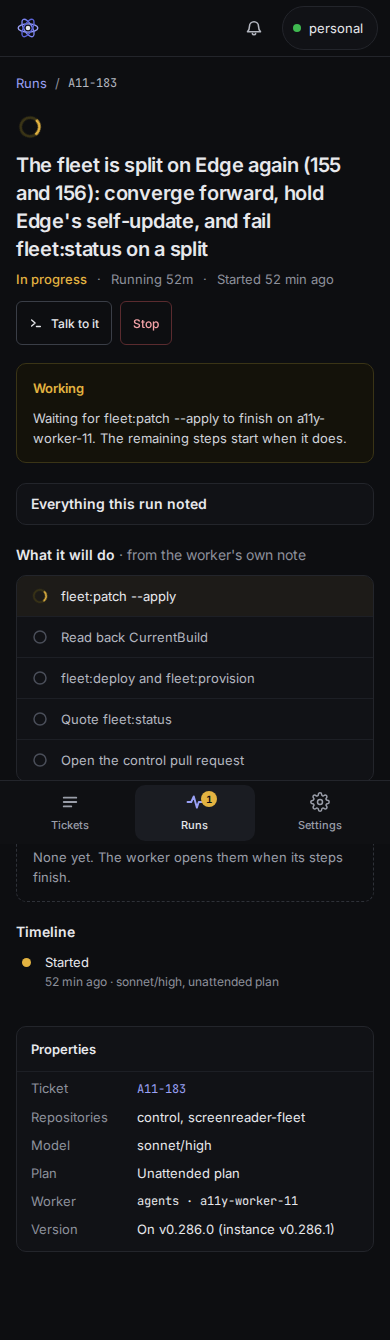 personal
Runs / A11-183
The fleet is split on Edge again (155
and 156): converge forward, hold
Edge's self-update, and fail
fleet:status on a split
In progress · Running 52m · Started 52 min ago
Talk to it Stop
Working
Waiting for fleet:patch --apply to finish on a11y-
worker-11. The remaining steps start when it does.
Everything this run noted
What it will do · from the worker's own note
fleet:patch --apply
Read back CurrentBuild
fleet:deploy and fleet:provision
Quote fleet:status
Open the control pull request
1
Tickets Runs Settings
None yet. The worker opens them when its steps
finish.
Timeline
Started
52 min ago · sonnet/high, unattended plan
Properties
Ticket A11-183
Repositories control, screenreader-fleet
Model sonnet/high
Plan Unattended plan
Worker agents · a11y-worker-11
Version On v0.286.0 (instance v0.286.1)